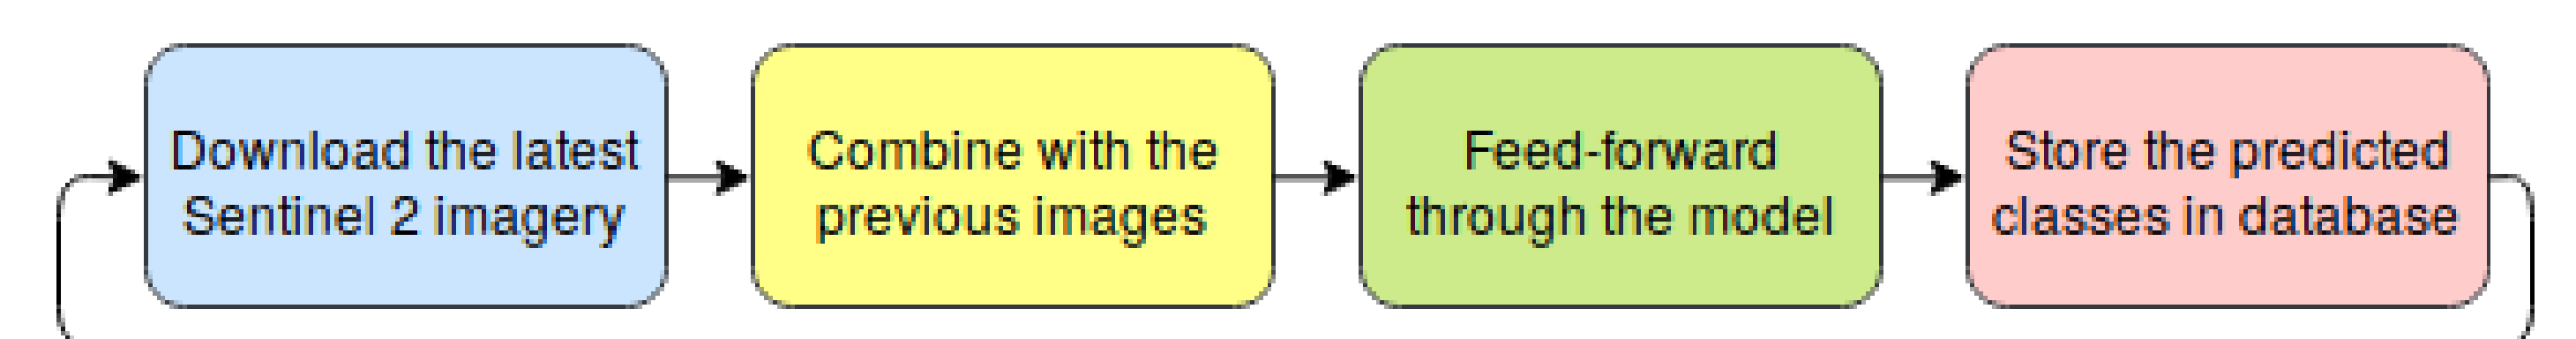 Download the latest
Sentinel 2 imagery
Combine with the
previous images
Feed-forward
through the model
Store the predicted
classes in database